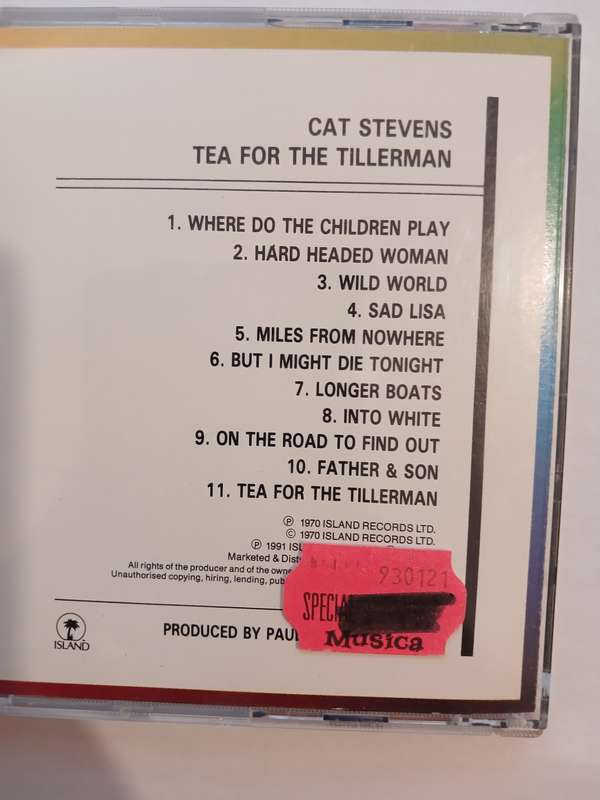 CAT STEVENS
TEA FOR THE TILLERMAN
1. WHERE DO THE CHILDREN PLAY
2. HARD HEADED WOMAN
3. WILD WORLD
4. SAD LISA
5. MILES FROM NOWHERE
6. BUT I MIGHT DIE TONIGHT
7. LONGER BOATS
8. INTO WHITE
9. ON THE ROAD TO FIND OUT
10. FATHER & SON
11. TEA FOR THE TILLERMAN
℗ 1970 ISLAND RECORDS LTD.
© 1970 ISLAND RECORDS LTD.
℗ 1991
Marketed &
All rights of the producer and of the
Unauthorised copying, hiring, lending,
930121
SPECIAL
Musica
PRODUCED BY PAUL
ISLAND